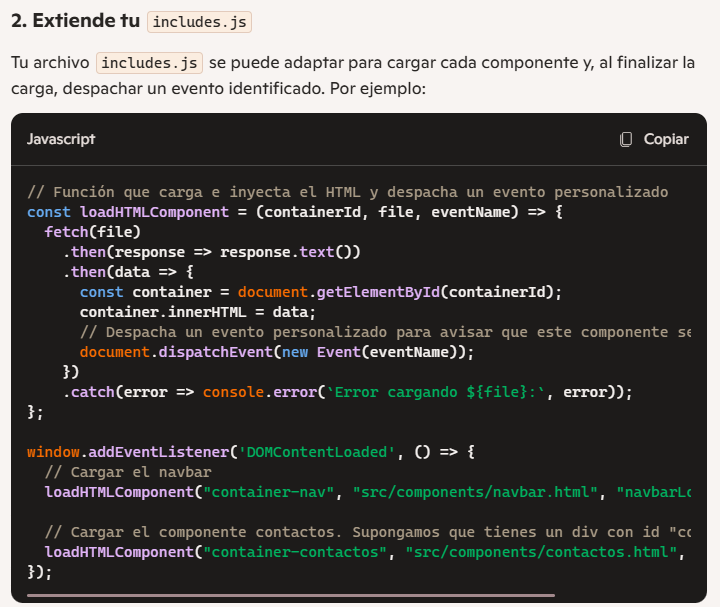 2. Extiende tu includes.js
Tu archivo includes.js se puede adaptar para cargar cada componente y, al finalizar la
carga, despachar un evento identificado. Por ejemplo:
Javascript
Copiar
// Función que carga e inyecta el HTML y despacha un evento personalizado
const loadHTMLComponent = (containerId, file, eventName) => {
  fetch(file)
    .then(response => response.text())
    .then(data => {
      const container = document.getElementById(containerId);
      container.innerHTML = data;
      // Despacha un evento personalizado para avisar que este componente se
      document.dispatchEvent(new Event(eventName));
    })
    .catch(error => console.error(`Error cargando ${file}:`, error));
};
window.addEventListener('DOMContentLoaded', () => {
  // Cargar el navbar
  loadHTMLComponent("container-nav", "src/components/navbar.html", "navbarLo
  // Cargar el componente contactos. Supongamos que tienes un div con id "co
  loadHTMLComponent("container-contactos", "src/components/contactos.html",
});